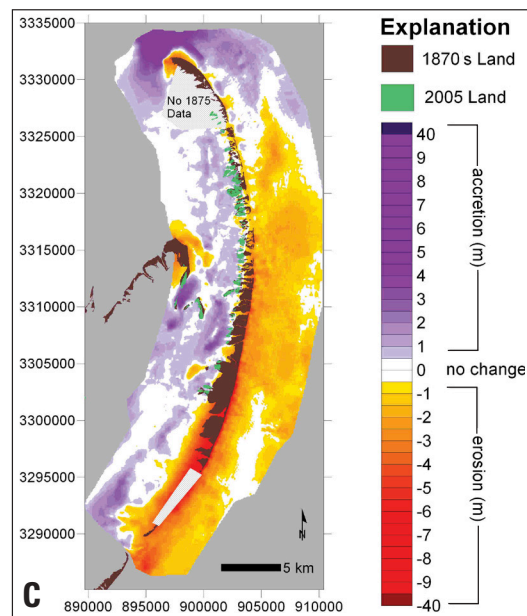 Explanation
1870s Land
2005 Land
40
9
8
7
6
5
4
3
2
1
0
-1
-2
-3
-4
-5
-6
-7
-8
-9
-40
accretion (m)
no change
erosion (m)
3335000
3330000
3325000
3320000
3315000
3310000
3305000
3300000
3295000
3290000
No 1875
Data
N
5 km
C
890000 895000 900000 905000 910000